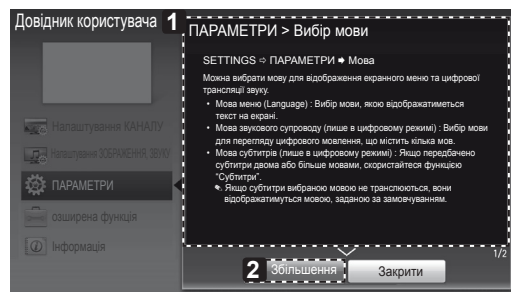 Довідник користувача
1
ПАРАМЕТРИ > Вибір мови
SETTINGS ⇨ ПАРАМЕТРИ ➧ Мова
Можна вибрати мову для відображення екранного меню та цифрової
трансляції звуку.
• Мова меню (Language) : Вибір мови, якою відображатиметься
текст на екрані.
• Мова звукового супроводу (лише в цифровому режимі) : Вибір мови
для перегляду цифрового мовлення, що містить кілька мов.
• Мова субтитрів (лише в цифровому режимі) : Якщо передбачено
субтитри двома або більше мовами, скористайтеся функцією
"Субтитри".
✎. Якщо субтитри вибраною мовою не транслюються, вони
відображатимуться мовою, заданою за замовчуванням.
Налаштування КАНАЛУ
Налаштування ЗОБРАЖЕННЯ, ЗВУКУ
ПАРАМЕТРИ
озширена функція
Інформація
1/2
2
Збільшення
Закрити